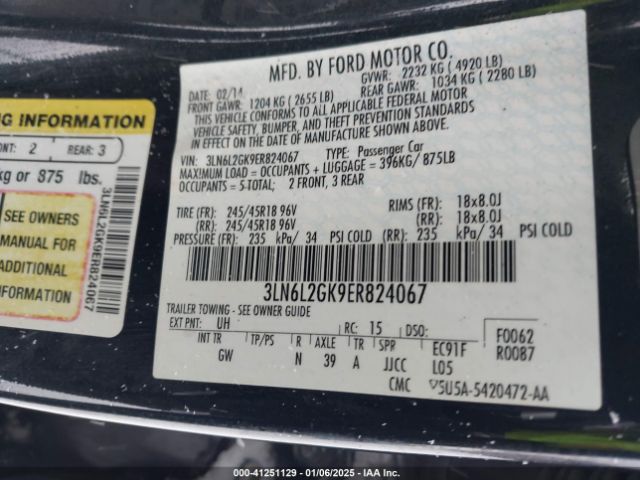 MFD. BY FORD MOTOR CO.
DATE: 02/14 GVWR: 2232 KG ( 4920 LB)
FRONT GAWR: 1204 KG ( 2655 LB) REAR GAWR: 1034 KG ( 2280 LB)
THIS VEHICLE CONFORMS TO ALL APPLICABLE FEDERAL MOTOR
VEHICLE SAFETY, BUMPER, AND THEFT PREVENTION STANDARDS
IN EFFECT ON THE DATE OF MANUFACTURE SHOWN ABOVE.
VIN: 3LN6L2GK9ER824067 TYPE: Passenger Car
MAXIMUM LOAD = OCCUPANTS + LUGGAGE = 396KG/ 875LB
OCCUPANTS = 5-TOTAL; 2 FRONT, 3 REAR
TIRE (FR): 245/45R18 96V RIMS (FR): 18x8.0J
(RR): 245/45R18 96V (RR): 18x8.0J
PRESSURE (FR): 235 kPa/ 34 PSI COLD (RR): 235 kPa/ 34 PSI COLD
3LN6L2GK9ER824067
TRAILER TOWING - SEE OWNER GUIDE
EXT PNT: UH RC: 15 DSO: F0062
R0087
INT TR TP/PS R AXLE TR SPR EC91F
GW N 39 A JJCC L05
CMC 5U5A-5420472-AA
G INFORMATION
ONT: 2 REAR: 3
kg or 875 lbs.
SEE OWNERS
MANUAL FOR
ADDITIONAL
INFORMATION
3LN6L2GK9ER824067
000-41251129 - 01/06/2025 - IAA Inc.